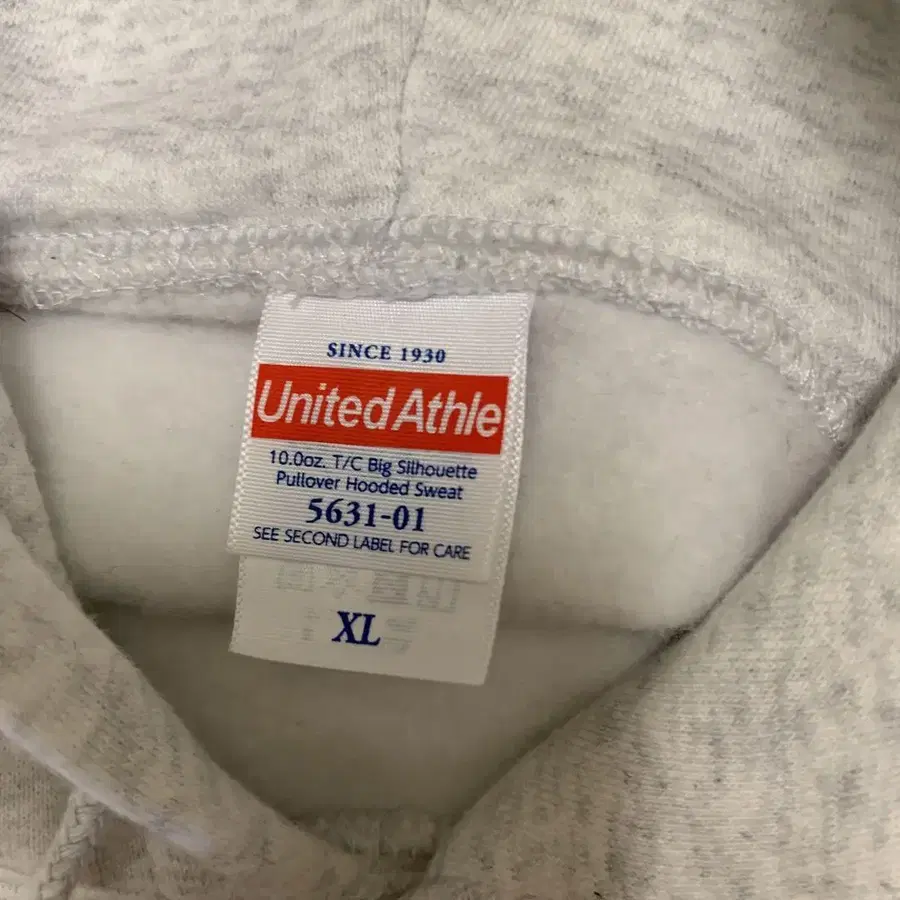 SINCE 1930
United Athle
10.0oz. T/C Big Silhouette
Pullover Hooded Sweat
5631-01
SEE SECOND LABEL FOR CARE
XL